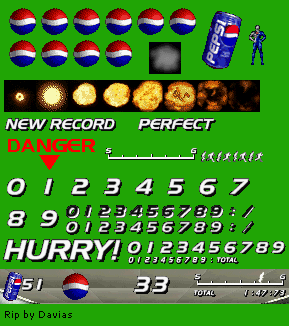 PEPSI
NEW RECORD PERFECT
DANGER
S G
0 1 2 3 4 5 6 7
8 9 0 1 2 3 4 5 6 7 8 9 : /
0 1 2 3 4 5 6 7 8 9 : /
HURRY! 0 1 2 3 4 5 6 7 8 9
0 1 2 3 4 5 6 7 8 9 : TOTAL
51 33 S G
TOTAL 1:47:73
Rip by Davias